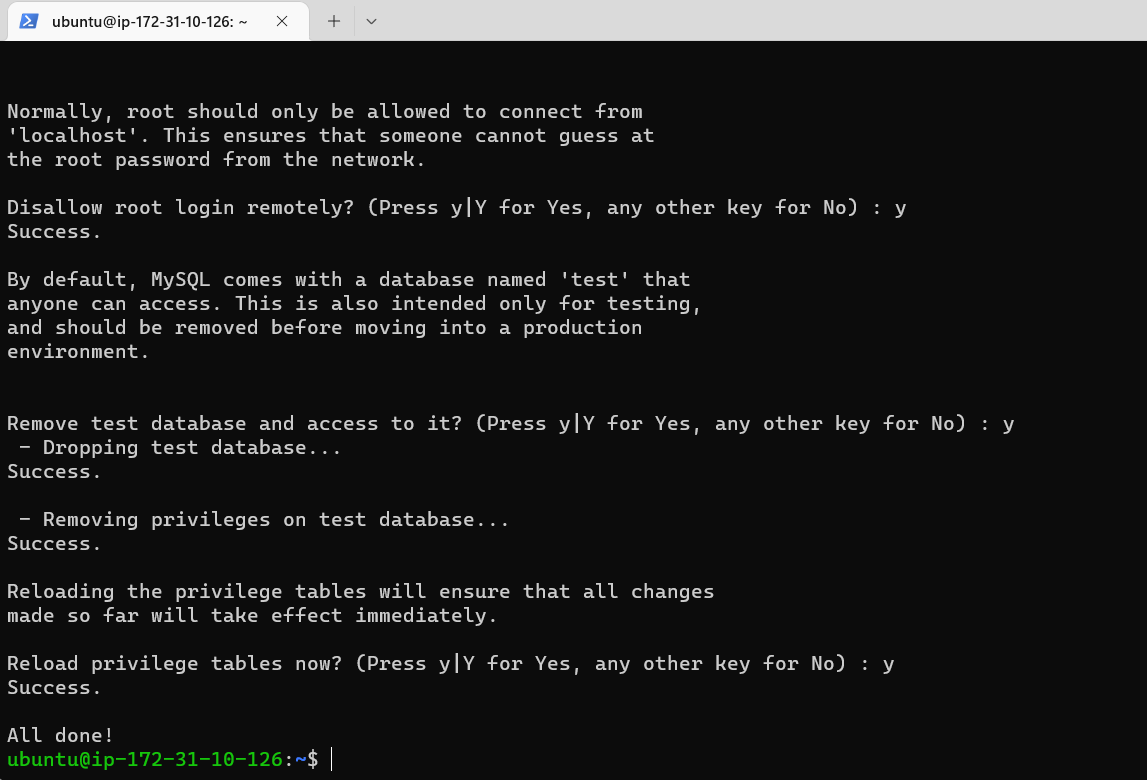 ubuntu@ip-172-31-10-126: ~
Normally, root should only be allowed to connect from
'localhost'. This ensures that someone cannot guess at
the root password from the network.
Disallow root login remotely? (Press y|Y for Yes, any other key for No) : y
Success.
By default, MySQL comes with a database named 'test' that
anyone can access. This is also intended only for testing,
and should be removed before moving into a production
environment.
Remove test database and access to it? (Press y|Y for Yes, any other key for No) : y
 - Dropping test database...
Success.
 - Removing privileges on test database...
Success.
Reloading the privilege tables will ensure that all changes
made so far will take effect immediately.
Reload privilege tables now? (Press y|Y for Yes, any other key for No) : y
Success.
All done!
ubuntu@ip-172-31-10-126:~$